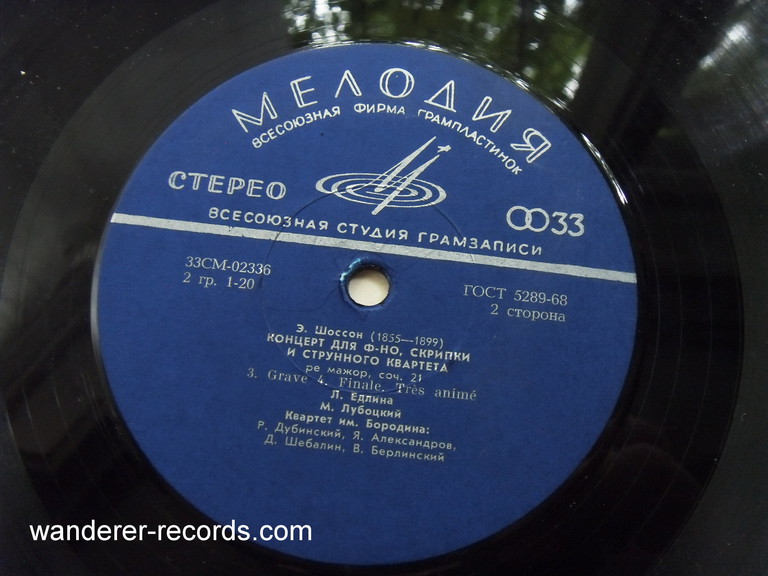 МЕЛОДИЯ
ВСЕСОЮЗНАЯ ФИРМА ГРАМПЛАСТИНОК
СТЕРЕО
33
ВСЕСОЮЗНАЯ СТУДИЯ ГРАМЗАПИСИ
33СМ-02336
2 гр. 1-20
ГОСТ 5289-68
2 сторона
Э. Шоссон (1855—1899)
КОНЦЕРТ ДЛЯ Ф-НО, СКРИПКИ
И СТРУННОГО КВАРТЕТА
ре мажор, соч. 21
3. Grave 4. Finale. Très animé
Л. Едлина
М. Лубоцкий
Квартет им. Бородина:
Р. Дубинский, Я. Александров,
Д. Шебалин, В. Берлинский
wanderer-records.com